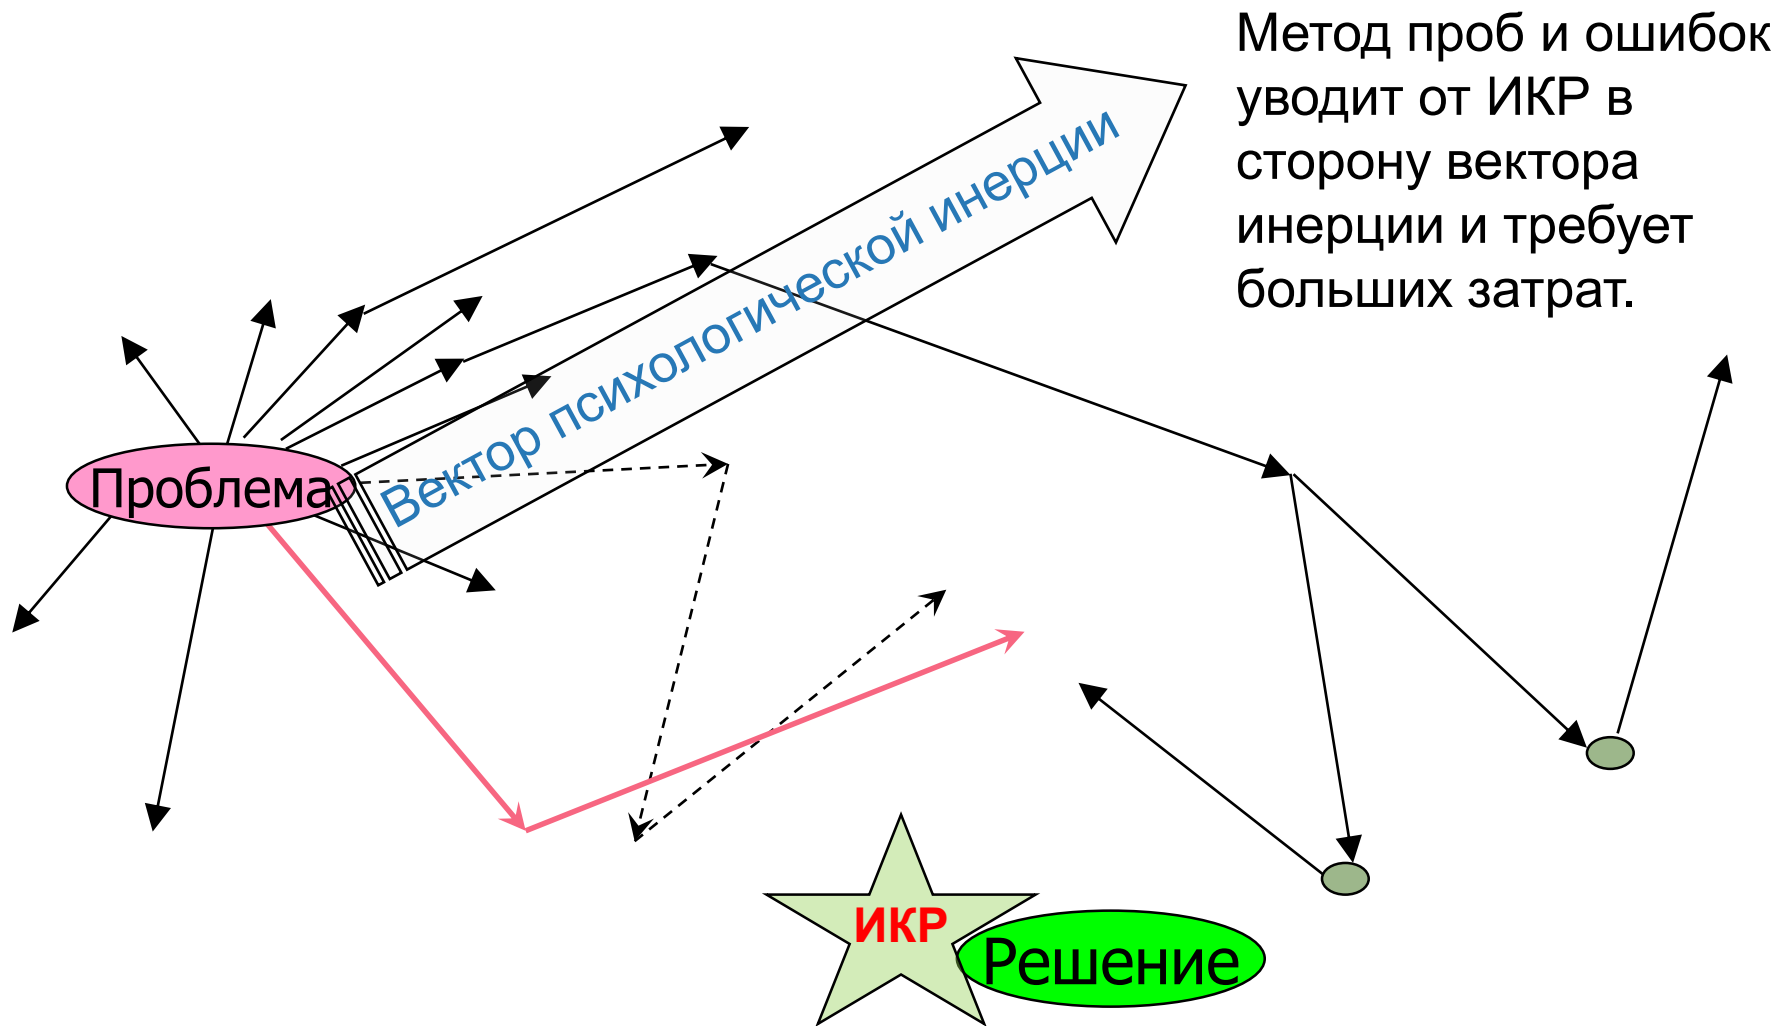 Метод проб и ошибок
уводит от ИКР в
сторону вектора
инерции и требует
больших затрат.
Вектор психологической инерции
Проблема
ИКР
Решение